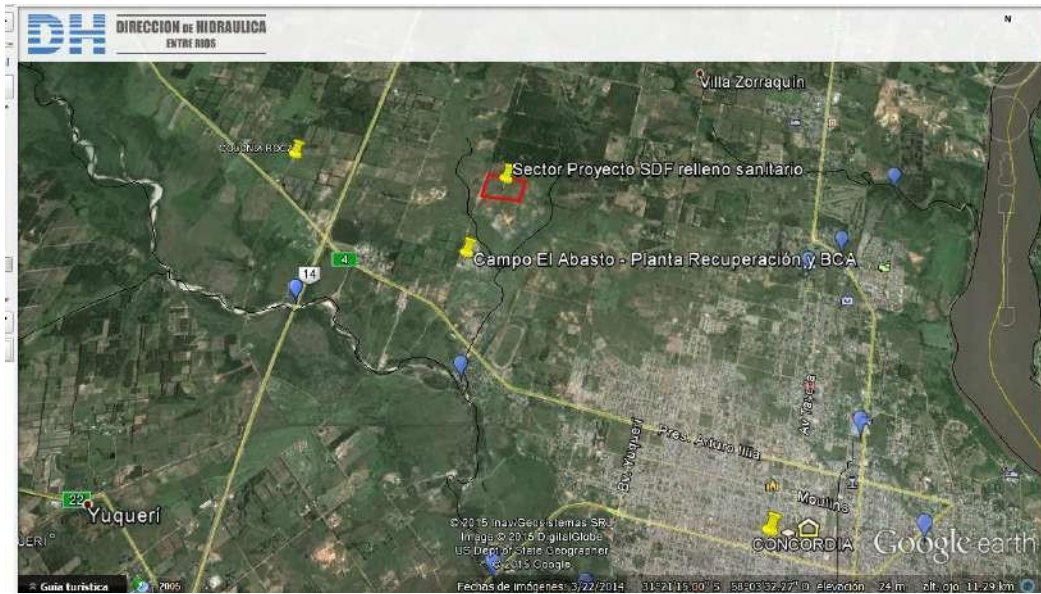 DH DIRECCION DE HIDRAULICA
ENTRE RIOS
N
Villa Zorraquín
COLONIA ROCA
Sector Proyecto SDF relleno sanitario
Campo El Abasto - Planta Recuperación y BCA
4
14
Pres. Arturo Illia
Bv. Yuquerí
Moulins
22
Yuquerí
CONCORDIA
© 2015 Inav/Geosistemas SRL
Image © 2015 DigitalGlobe
US Dept of State Geographer
© 2015 Google
Google earth
Guía turística
2005
Fechas de imágenes: 3/22/2014 31°21'15.00" S 58°03'32.27" O elevación 24 m alt. ojo 11.29 km